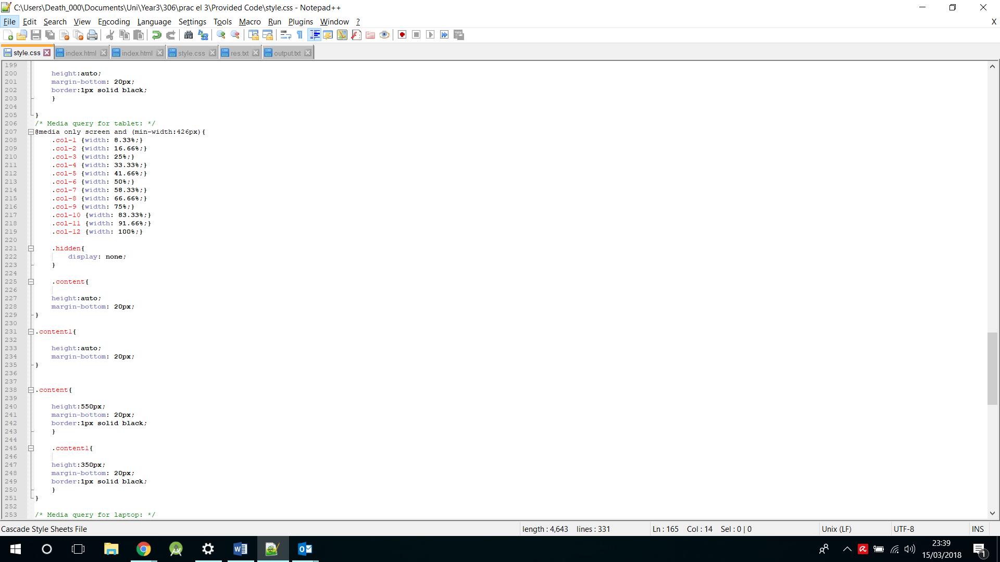 C:\Users\Death_000\Documents\Uni\Year3\306\prac el 3\Provided Code\style.css - Notepad++
File Edit Search View Encoding Language Settings Tools Macro Run Plugins Window ? X
style.css index.html index.html style.css res.txt output.txt
199
200 height:auto;
201 margin-bottom: 20px;
202 border:1px solid black;
203 }
204
205 }
206 /* Media query for tablet: */
207 @media only screen and (min-width:426px){
208 .col-1 {width: 8.33%;}
209 .col-2 {width: 16.66%;}
210 .col-3 {width: 25%;}
211 .col-4 {width: 33.33%;}
212 .col-5 {width: 41.66%;}
213 .col-6 {width: 50%;}
214 .col-7 {width: 58.33%;}
215 .col-8 {width: 66.66%;}
216 .col-9 {width: 75%;}
217 .col-10 {width: 83.33%;}
218 .col-11 {width: 91.66%;}
219 .col-12 {width: 100%;}
220
221 .hidden{
222 display: none;
223 }
224
225 .content{
226
227 height:auto;
228 margin-bottom: 20px;
229 }
230
231 .content1{
232
233 height:auto;
234 margin-bottom: 20px;
235 }
236
237
238 .content{
239
240 height:550px;
241 margin-bottom: 20px;
242 border:1px solid black;
243 }
244
245 .content1{
246
247 height:350px;
248 margin-bottom: 20px;
249 border:1px solid black;
250 }
251 }
252
253 /* Media query for laptop: */
Cascade Style Sheets File length : 4,643 lines : 331 Ln : 165 Col : 14 Sel : 0 | 0 Unix (LF) UTF-8 INS
23:39
15/03/2018
1